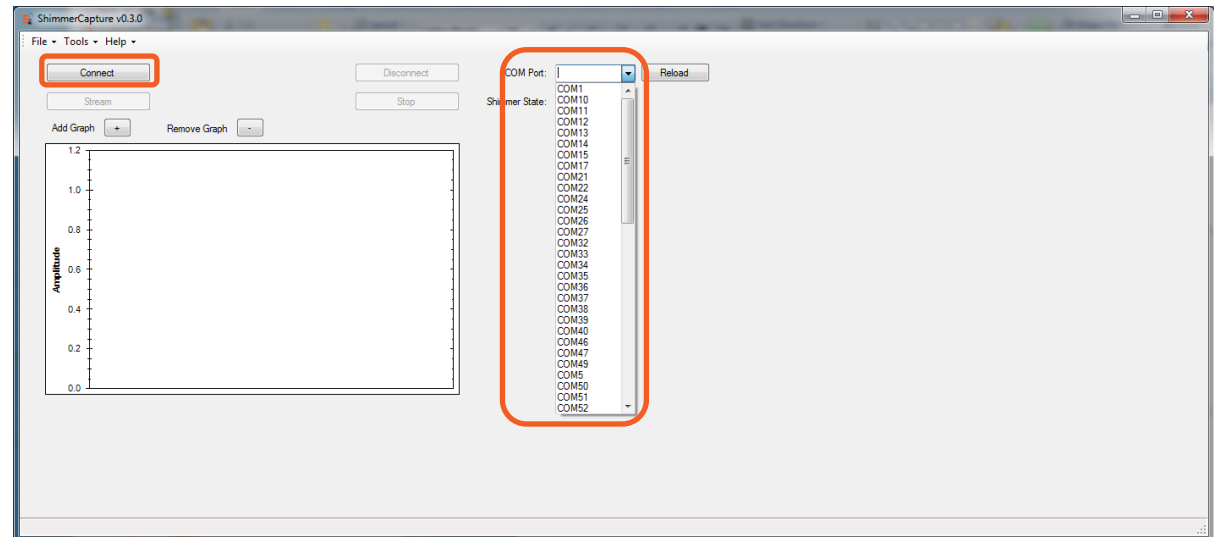 ShimmerCapture v0.3.0
File Tools Help
Connect Disconnect COM Port: Reload
Stream Stop Shimmer State:
Add Graph + Remove Graph -
COM1
COM10
COM11
COM12
COM13
COM14
COM15
COM17
COM21
COM22
COM24
COM25
COM26
COM27
COM32
COM33
COM34
COM35
COM36
COM37
COM38
COM39
COM40
COM46
COM47
COM49
COM5
COM50
COM51
COM52
1.2
1.0
0.8
0.6
0.4
0.2
0.0
Amplitude